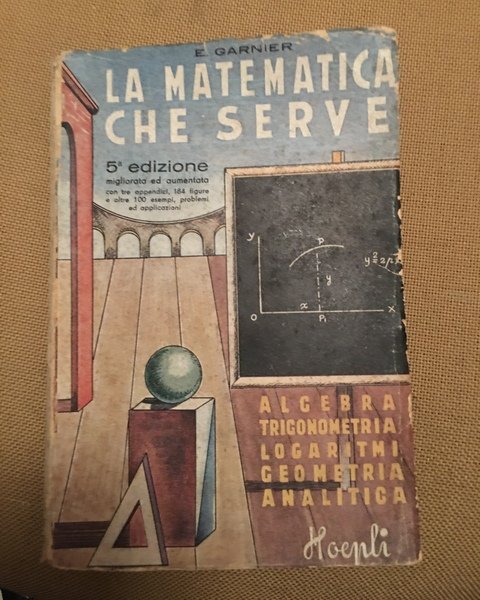 E. GARNIER
LA MATEMATICA
CHE SERVE
5ª edizione
migliorata ed aumentata
con tre appendici, 184 figure
e oltre 100 esempi, problemi
ed applicazioni
y
P
y
x
O
P₁
x
ALGEBRA
TRIGONOMETRIA
LOGARITMI
GEOMETRIA
ANALITICA
Hoepli